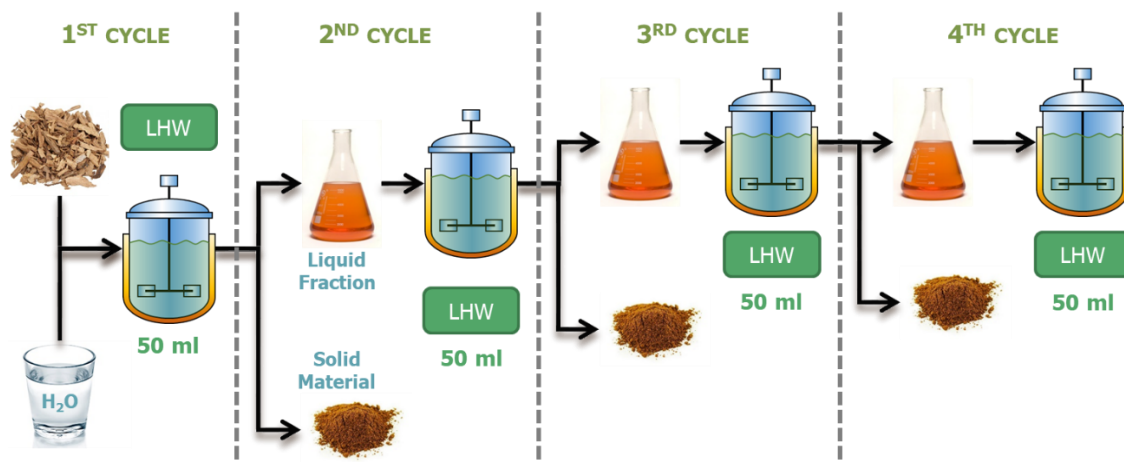 1ST CYCLE
LHW
50 ml
H2O
2ND CYCLE
Liquid
Fraction
LHW
50 ml
Solid
Material
3RD CYCLE
LHW
50 ml
4TH CYCLE
LHW
50 ml